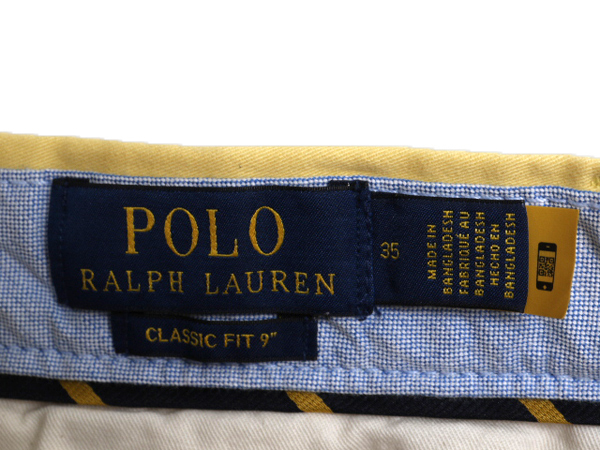 POLO
RALPH LAUREN
CLASSIC FIT 9"
35
MADE IN
BANGLADESH
FABRIQUÉ AU
BANGLADESH
HECHO EN
BANGLADESH